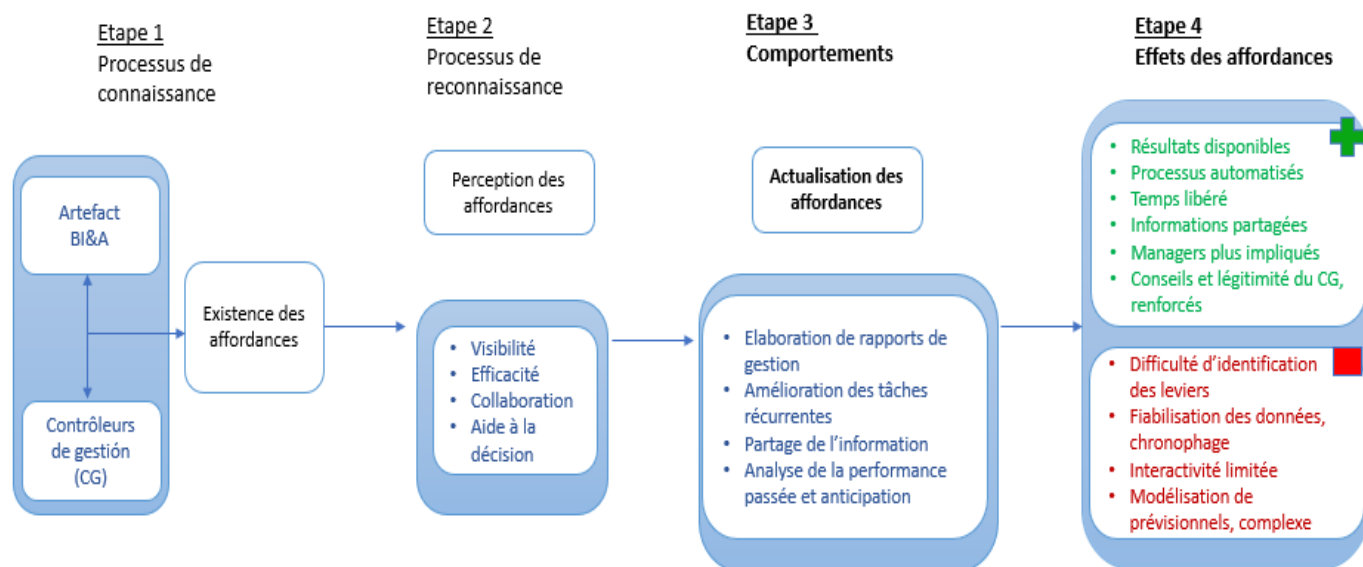 Etape 1
Processus de
connaissance
Etape 2
Processus de
reconnaissance
Etape 3
Comportements
Etape 4
Effets des affordances
Artefact
BI&A
Contrôleurs
de gestion
(CG)
Existence des
affordances
Perception des
affordances
• Visibilité
• Efficacité
• Collaboration
• Aide à la
décision
Actualisation des
affordances
• Elaboration de rapports de
gestion
• Amélioration des tâches
récurrentes
• Partage de l’information
• Analyse de la performance
passée et anticipation
• Résultats disponibles
• Processus automatisés
• Temps libéré
• Informations partagées
• Managers plus impliqués
• Conseils et légitimité du CG,
renforcés
• Difficulté d’identification
des leviers
• Fiabilisation des données,
chronophage
• Interactivité limitée
• Modélisation de
prévisionnels, complexe